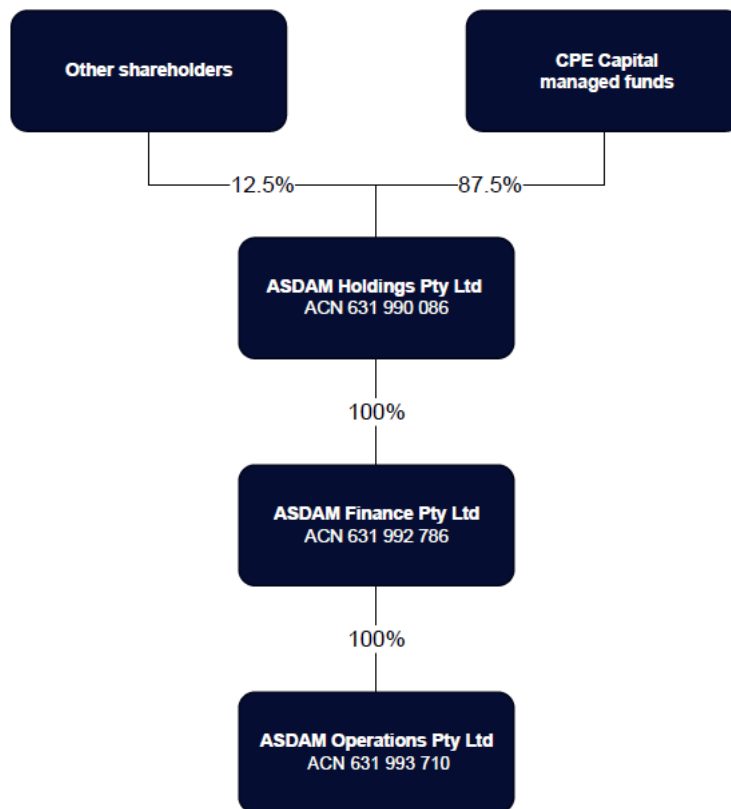 Other shareholders
CPE Capital
managed funds
12.5%
87.5%
ASDAM Holdings Pty Ltd
ACN 631 990 086
100%
ASDAM Finance Pty Ltd
ACN 631 992 786
100%
ASDAM Operations Pty Ltd
ACN 631 993 710